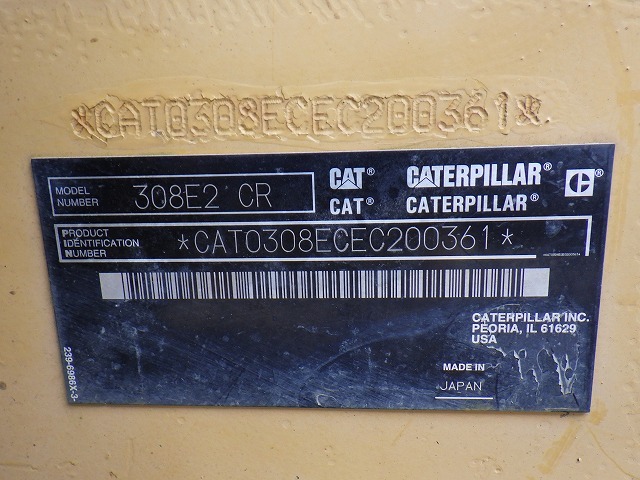 *CAT0308ECEC200361*
MODEL NUMBER 308E2 CR
CAT® CATERPILLAR® C®
CAT® CATERPILLAR®
PRODUCT IDENTIFICATION NUMBER *CAT0308ECEC200361*
CATERPILLAR INC.
PEORIA, IL 61629
USA
MADE IN
JAPAN
239-6986X-3-